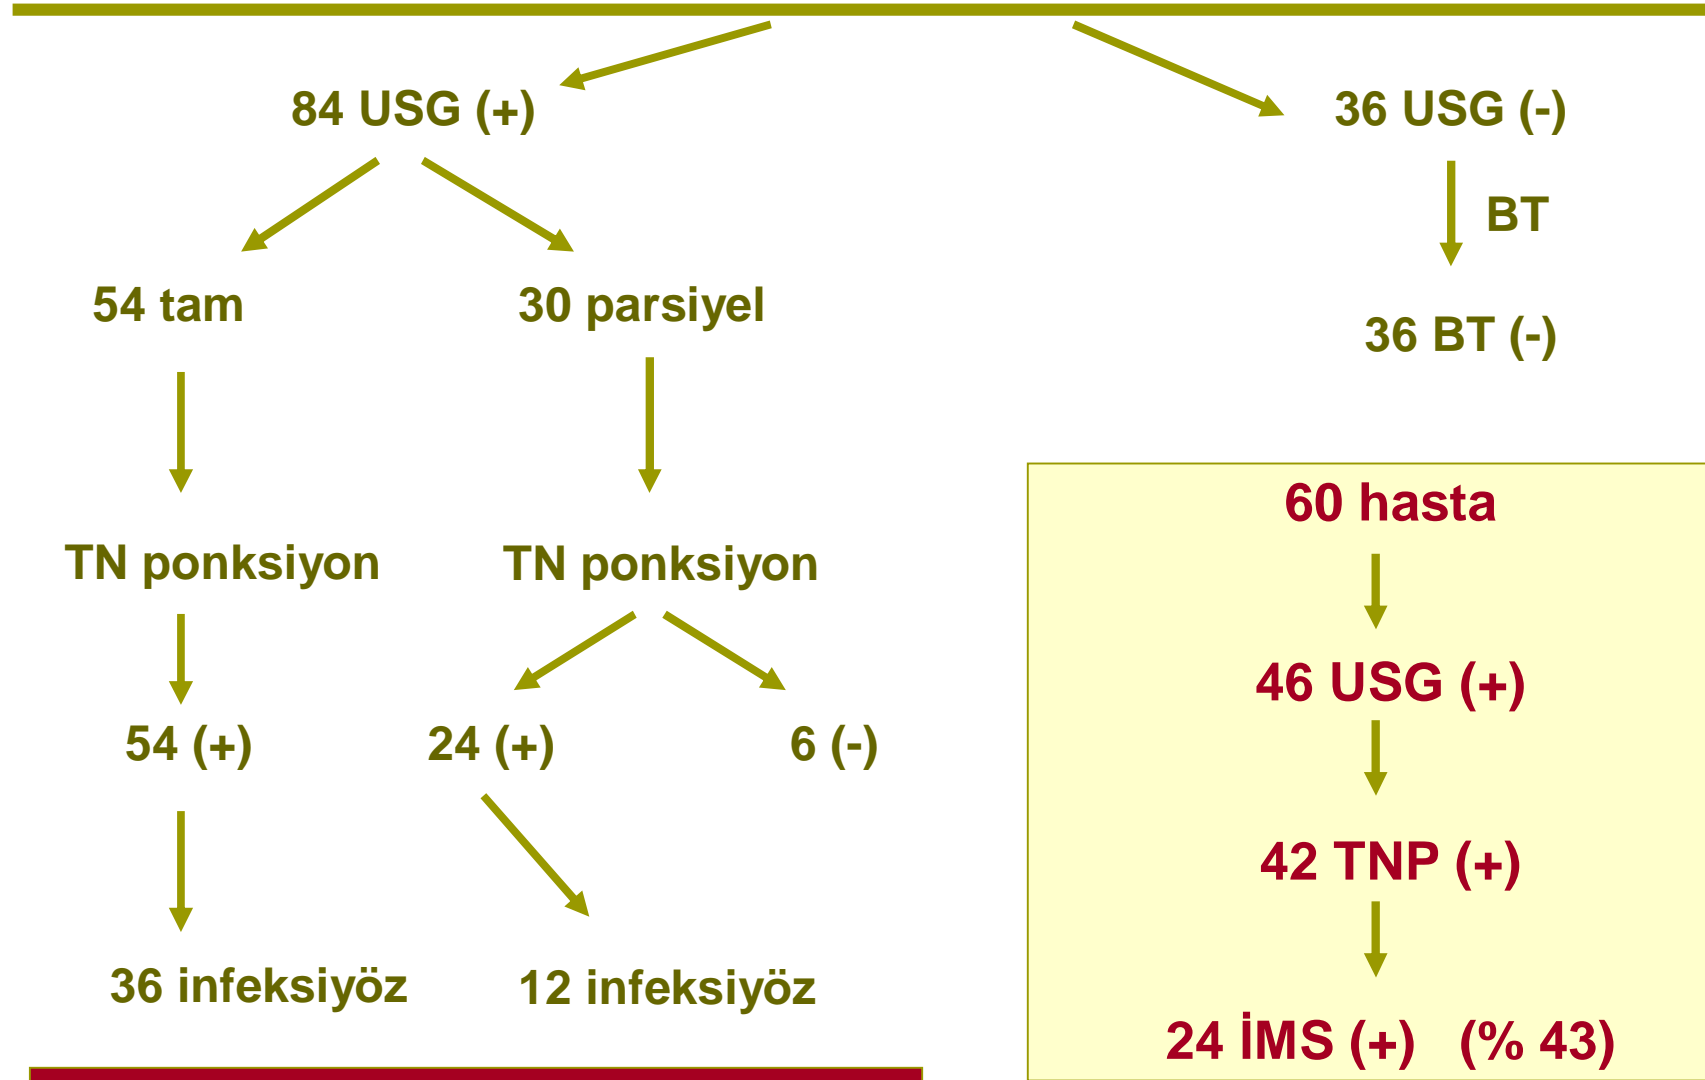 84 USG (+)
36 USG (-)
BT
54 tam
30 parsiyel
36 BT (-)
TN ponksiyon
TN ponksiyon
54 (+)
24 (+)
6 (-)
36 infeksiyöz
12 infeksiyöz
60 hasta
46 USG (+)
42 TNP (+)
24 İMS (+) (% 43)